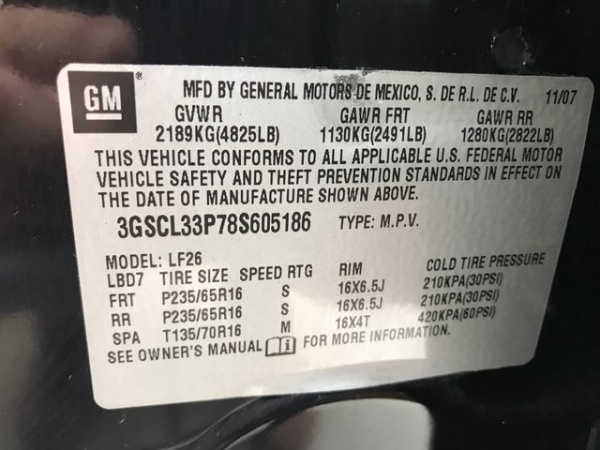 GM ® MFD BY GENERAL MOTORS DE MEXICO, S. DE R.L. DE C.V. 11/07
GVWR GAWR FRT GAWR RR
2189KG(4825LB) 1130KG(2491LB) 1280KG(2822LB)
THIS VEHICLE CONFORMS TO ALL APPLICABLE U.S. FEDERAL MOTOR
VEHICLE SAFETY AND THEFT PREVENTION STANDARDS IN EFFECT ON
THE DATE OF MANUFACTURE SHOWN ABOVE.
3GSCL33P78S605186 TYPE: M.P.V.
MODEL: LF26
LBD7 TIRE SIZE SPEED RTG RIM COLD TIRE PRESSURE
FRT P235/65R16 S 16X6.5J 210KPA(30PSI)
RR P235/65R16 S 16X6.5J 210KPA(30PSI)
SPA T135/70R16 M 16X4T 420KPA(60PSI)
SEE OWNER'S MANUAL i FOR MORE INFORMATION.